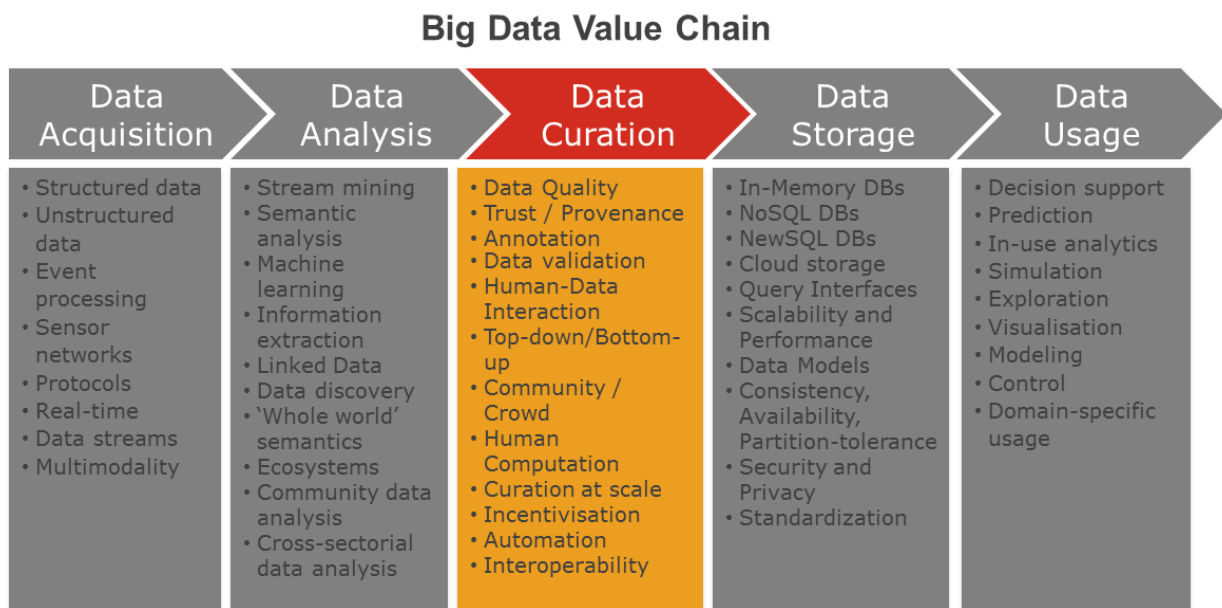 Big Data Value Chain
Data
Acquisition
Data
Analysis
Data
Curation
Data
Storage
Data
Usage
• Structured data
• Unstructured
data
• Event
processing
• Sensor
networks
• Protocols
• Real-time
• Data streams
• Multimodality
• Stream mining
• Semantic
analysis
• Machine
learning
• Information
extraction
• Linked Data
• Data discovery
• ‘Whole world’
semantics
• Ecosystems
• Community data
analysis
• Cross-sectorial
data analysis
• Data Quality
• Trust / Provenance
• Annotation
• Data validation
• Human-Data
Interaction
• Top-down/Bottom-
up
• Community /
Crowd
• Human
Computation
• Curation at scale
• Incentivisation
• Automation
• Interoperability
• In-Memory DBs
• NoSQL DBs
• NewSQL DBs
• Cloud storage
• Query Interfaces
• Scalability and
Performance
• Data Models
• Consistency,
Availability,
Partition-tolerance
• Security and
Privacy
• Standardization
• Decision support
• Prediction
• In-use analytics
• Simulation
• Exploration
• Visualisation
• Modeling
• Control
• Domain-specific
usage